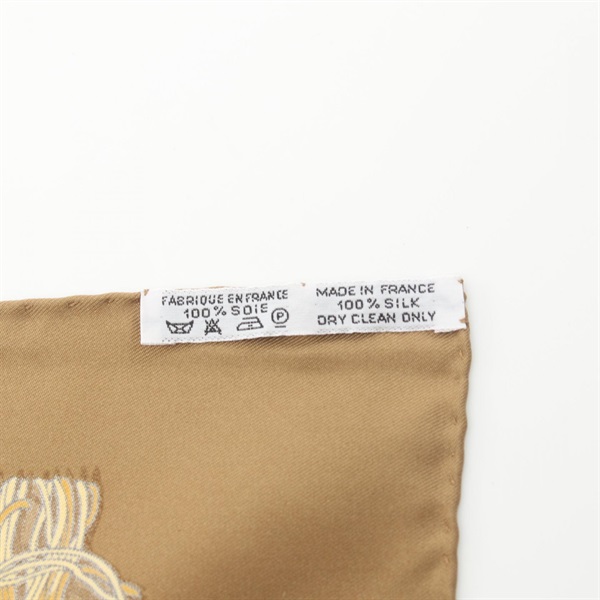 FABRIQUE EN FRANCE
100% SOIE
P
MADE IN FRANCE
100% SILK
DRY CLEAN ONLY